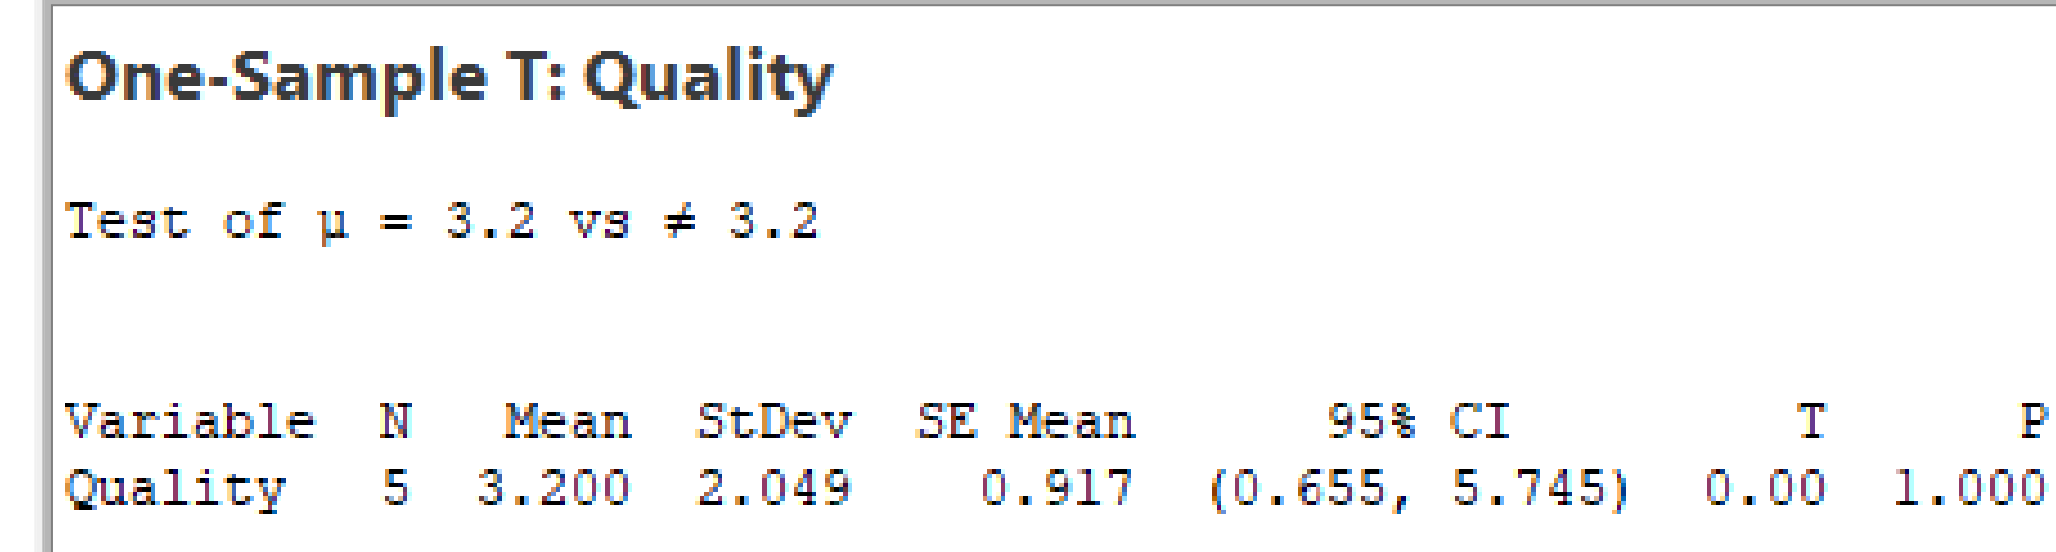 One-Sample T: Quality
Test of μ = 3.2 vs ≠ 3.2
Variable N Mean StDev SE Mean 95% CI T P
Quality 5 3.200 2.049 0.917 (0.655, 5.745) 0.00 1.000